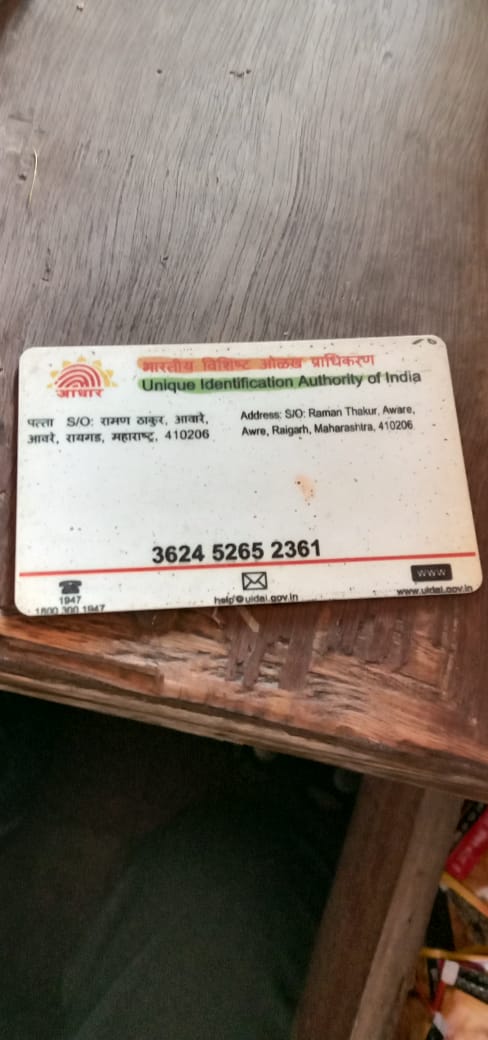 भारतीय विशिष्ट ओळख प्राधिकरण
Unique Identification Authority of India
आधार
पत्ता S/O: रामण ठाकुर, आवारे,
आवरे, रायगड, महाराष्ट्र, 410206
Address: S/O: Raman Thakur, Aware,
Awre, Raigarh, Maharashtra, 410206
3624 5265 2361
1947
1800 300 1947
help@uidai.gov.in
WWW
www.uidai.gov.in